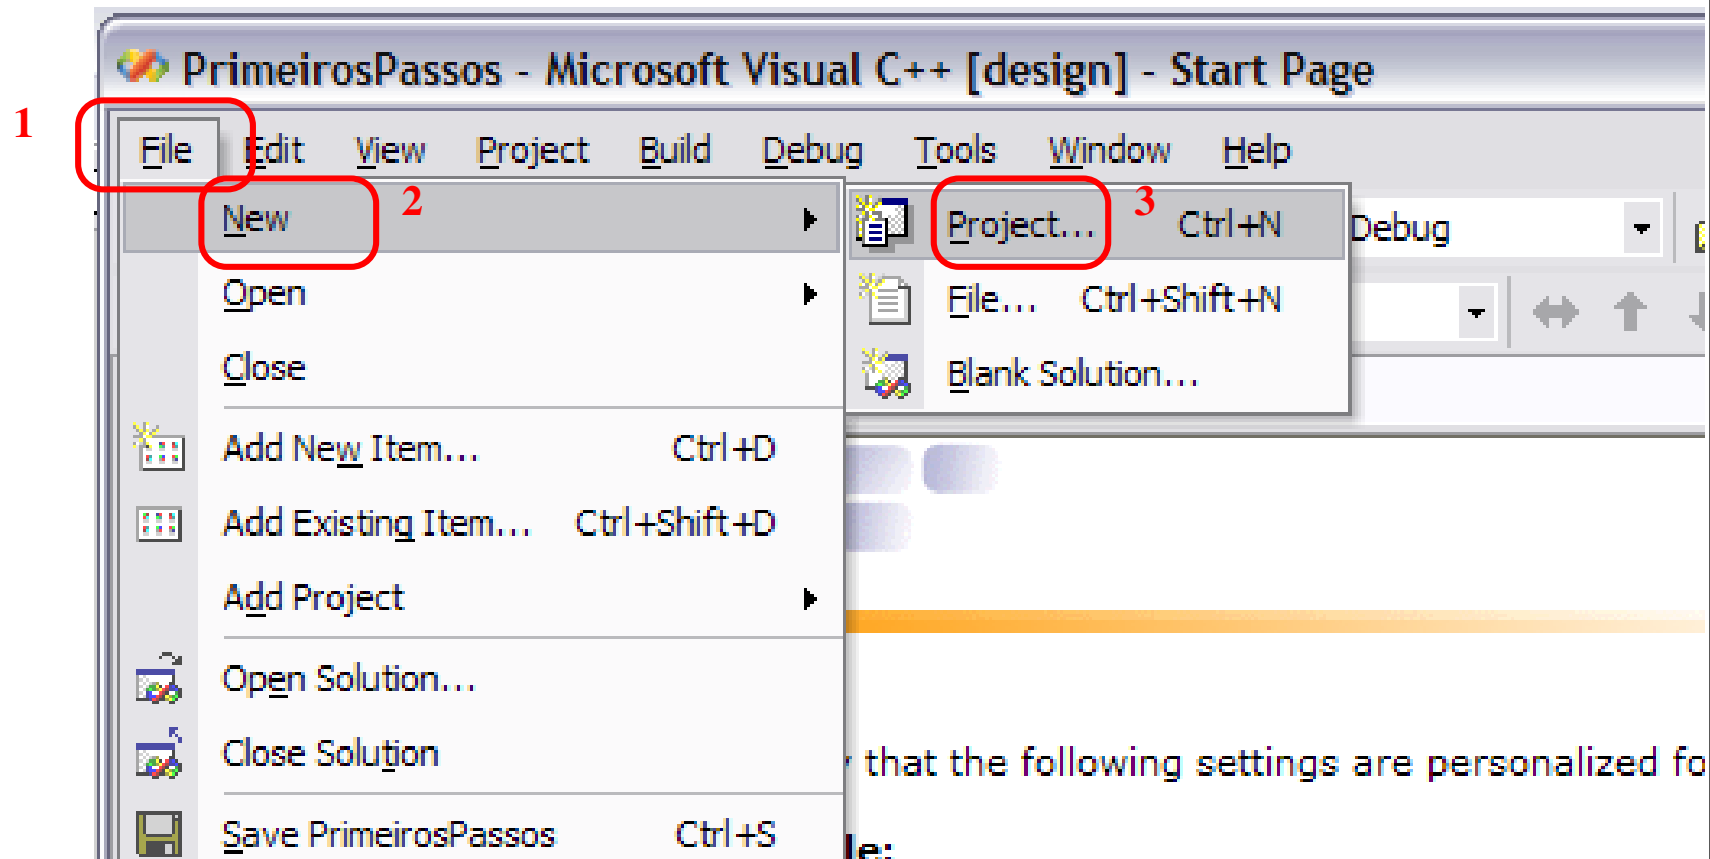 PrimeirosPassos - Microsoft Visual C++ [design] - Start Page
1
File Edit View Project Build Debug Tools Window Help
New 2
Project... 3 Ctrl+N
Debug
Open
File... Ctrl+Shift+N
Close
Blank Solution...
Add New Item... Ctrl+D
Add Existing Item... Ctrl+Shift+D
Add Project
Open Solution...
Close Solution
that the following settings are personalized
Save PrimeirosPassos Ctrl+S